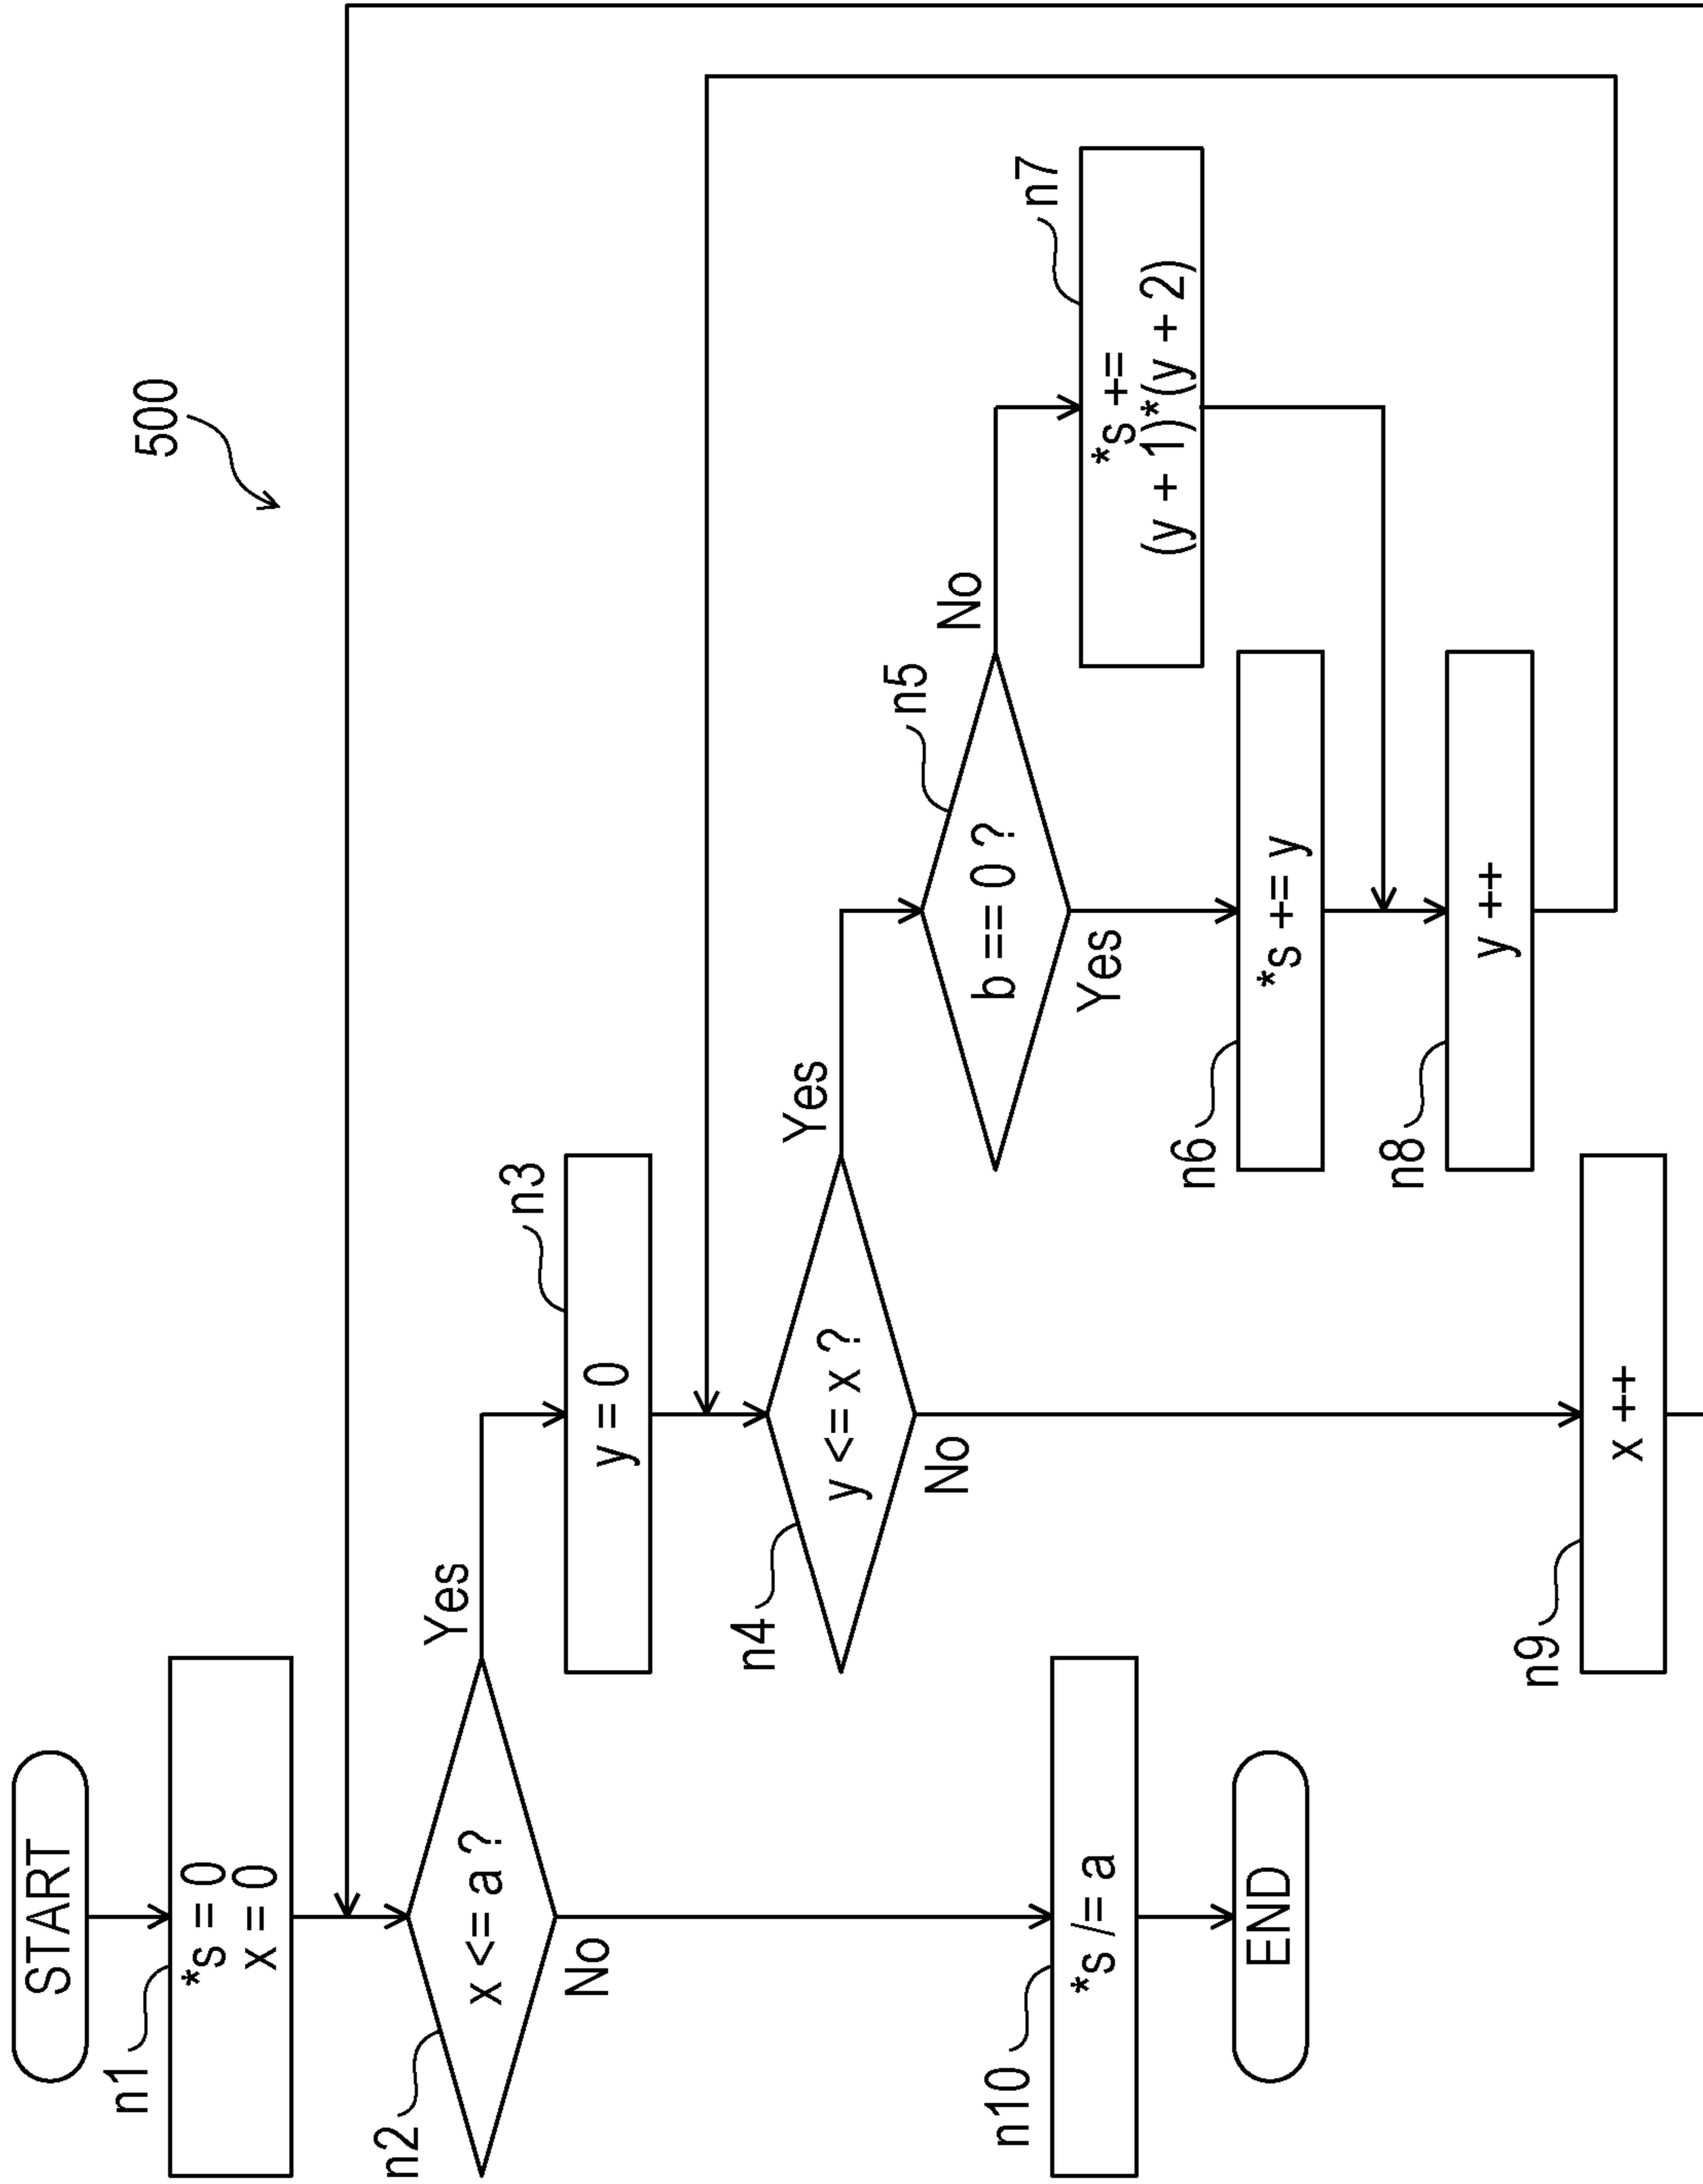 500
START
n1
*s = 0
x = 0
n2
x <= a ?
Yes
No
n3
y = 0
n4
y <= x ?
Yes
No
n5
b == 0 ?
No
Yes
n7
*s +=
(y + 1)*(y + 2)
n6
*s += y
n8
y ++
n9
x ++
n10
*s /= a
END